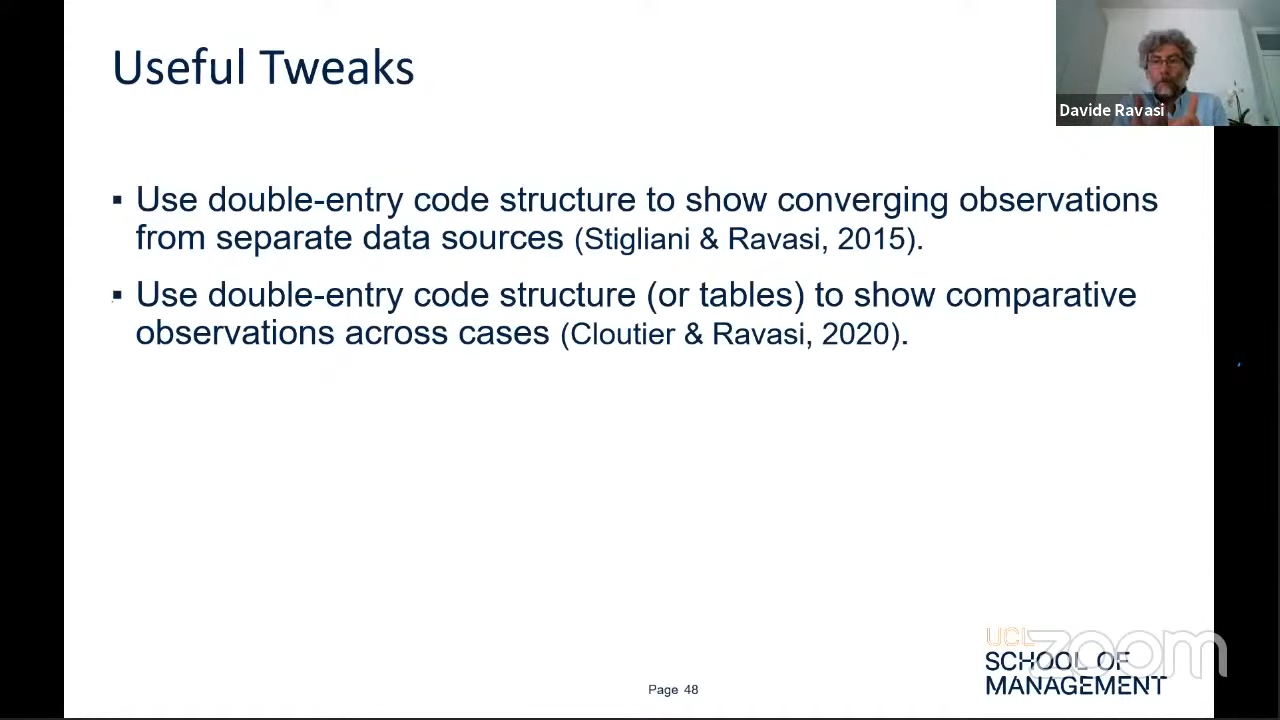 Useful Tweaks
Davide Ravasi
▪ Use double-entry code structure to show converging observations
from separate data sources (Stigliani & Ravasi, 2015).
▪ Use double-entry code structure (or tables) to show comparative
observations across cases (Cloutier & Ravasi, 2020).
UCL
zoom
SCHOOL OF
MANAGEMENT
Page 48